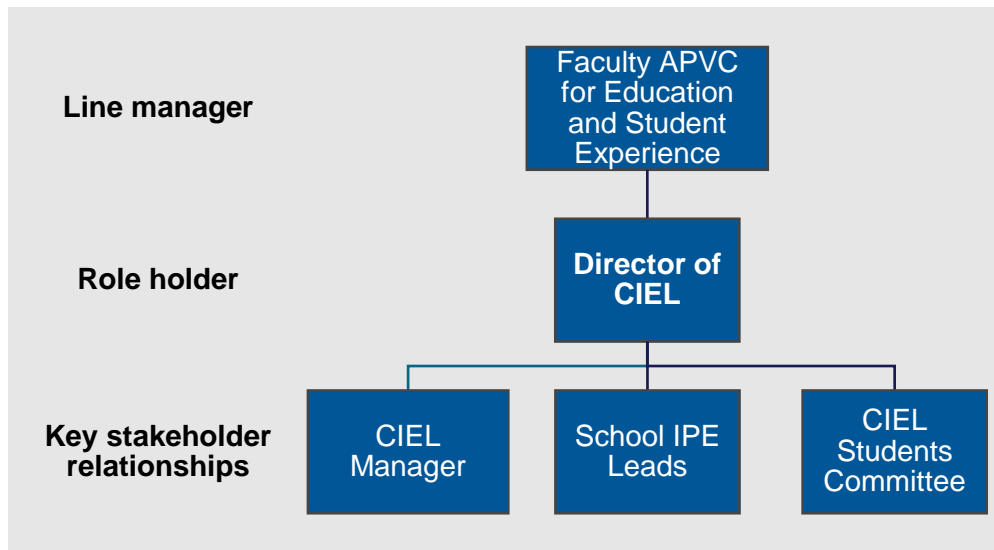 Line manager
Faculty APVC
for Education
and Student
Experience
Role holder
Director of
CIEL
Key stakeholder
relationships
CIEL
Manager
School IPE
Leads
CIEL
Students
Committee